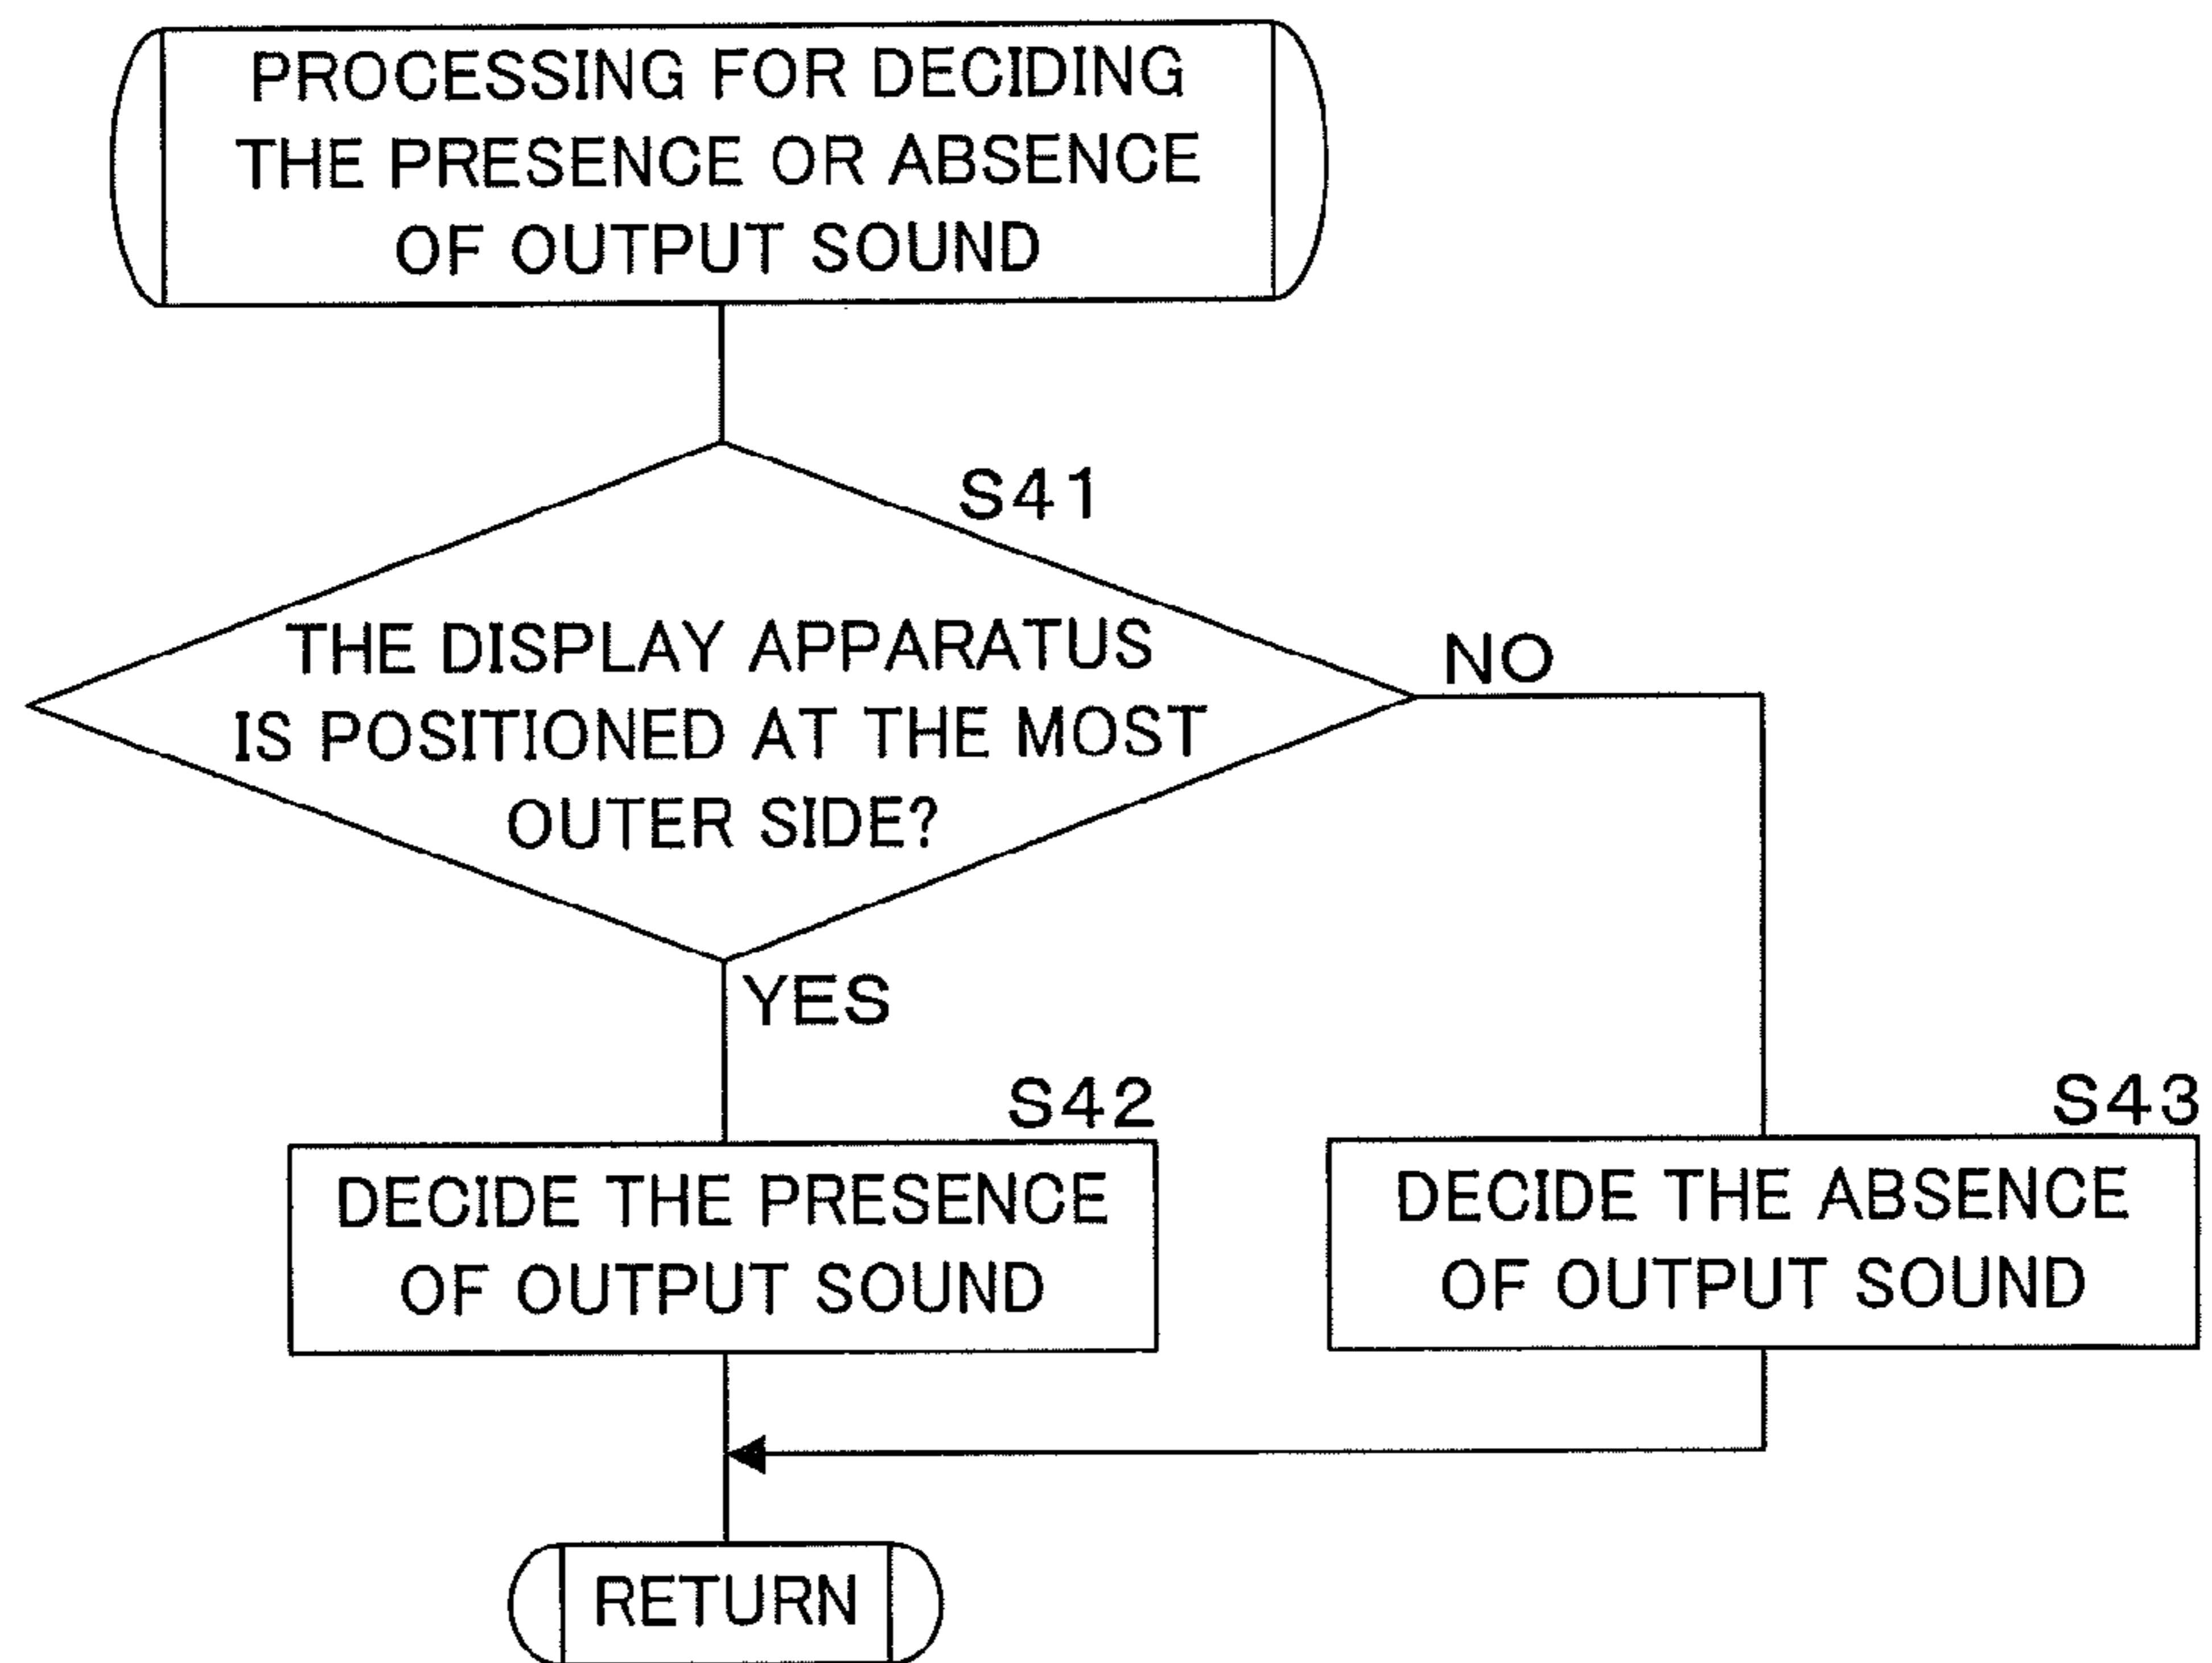 PROCESSING FOR DECIDING
THE PRESENCE OR ABSENCE
OF OUTPUT SOUND
S41
THE DISPLAY APPARATUS
IS POSITIONED AT THE MOST
OUTER SIDE?
NO
YES
S42
DECIDE THE PRESENCE
OF OUTPUT SOUND
S43
DECIDE THE ABSENCE
OF OUTPUT SOUND
RETURN